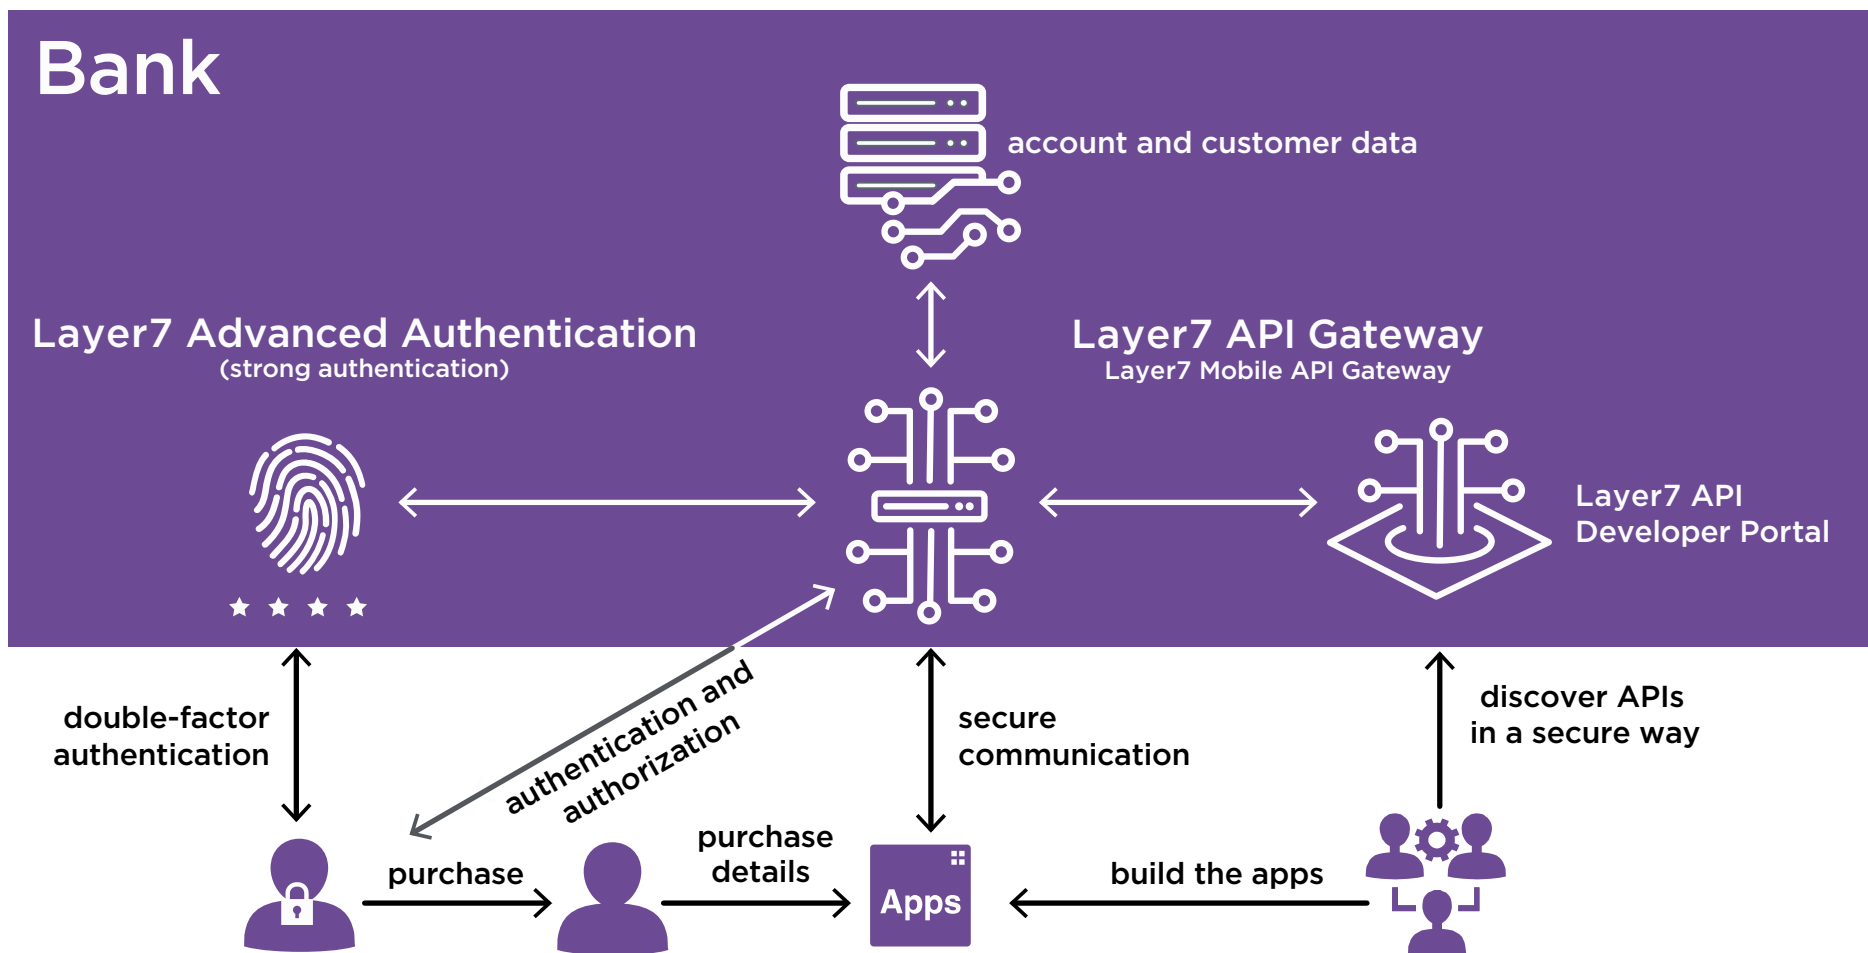 Bank
account and customer data
Layer7 Advanced Authentication
(strong authentication)
Layer7 API Gateway
Layer7 Mobile API Gateway
Layer7 API
Developer Portal
double-factor
authentication
authentication and
authorization
secure
communication
discover APIs
in a secure way
purchase
purchase
details
Apps
build the apps